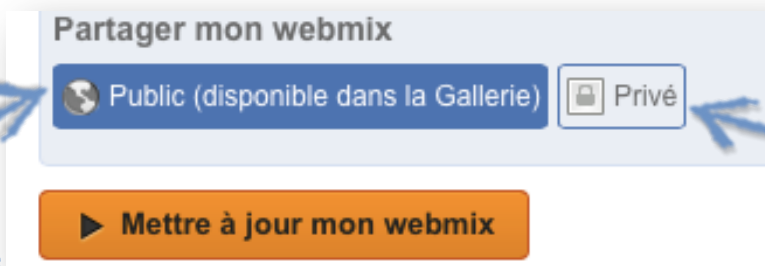 Partager mon webmix
Public (disponible dans la Gallerie) Privé
Mettre à jour mon webmix